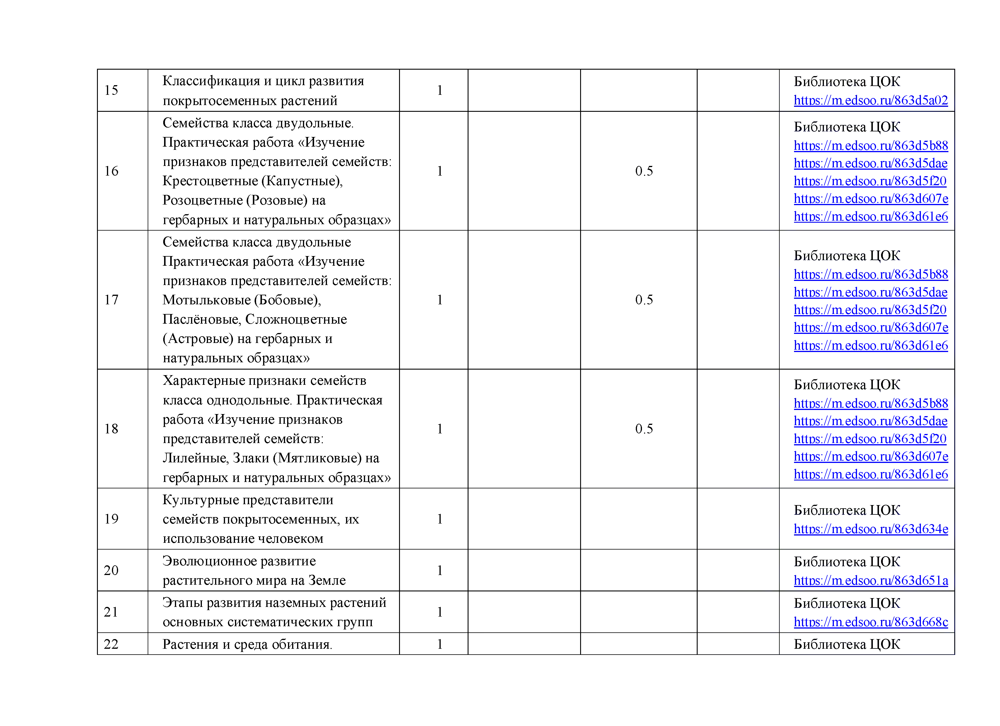 15
Классификация и цикл развития
покрытосеменных растений
1
Библиотека ЦОК
https://m.edsoo.ru/863d5a02
16
Семейства класса двудольные.
Практическая работа «Изучение
признаков представителей семейств:
Крестоцветные (Капустные),
Розоцветные (Розовые) на
гербарных и натуральных образцах»
1
0.5
Библиотека ЦОК
https://m.edsoo.ru/863d5b88
https://m.edsoo.ru/863d5dae
https://m.edsoo.ru/863d5f20
https://m.edsoo.ru/863d607e
https://m.edsoo.ru/863d61e6
17
Семейства класса двудольные
Практическая работа «Изучение
признаков представителей семейств:
Мотыльковые (Бобовые),
Паслёновые, Сложноцветные
(Астровые) на гербарных и
натуральных образцах»
1
0.5
Библиотека ЦОК
https://m.edsoo.ru/863d5b88
https://m.edsoo.ru/863d5dae
https://m.edsoo.ru/863d5f20
https://m.edsoo.ru/863d607e
https://m.edsoo.ru/863d61e6
18
Характерные признаки семейств
класса однодольные. Практическая
работа «Изучение признаков
представителей семейств:
Лилейные, Злаки (Мятликовые) на
гербарных и натуральных образцах»
1
0.5
Библиотека ЦОК
https://m.edsoo.ru/863d5b88
https://m.edsoo.ru/863d5dae
https://m.edsoo.ru/863d5f20
https://m.edsoo.ru/863d607e
https://m.edsoo.ru/863d61e6
19
Культурные представители
семейств покрытосеменных, их
использование человеком
1
Библиотека ЦОК
https://m.edsoo.ru/863d634e
20
Эволюционное развитие
растительного мира на Земле
1
Библиотека ЦОК
https://m.edsoo.ru/863d651a
21
Этапы развития наземных растений
основных систематических групп
1
Библиотека ЦОК
https://m.edsoo.ru/863d668c
22
Растения и среда обитания.
1
Библиотека ЦОК